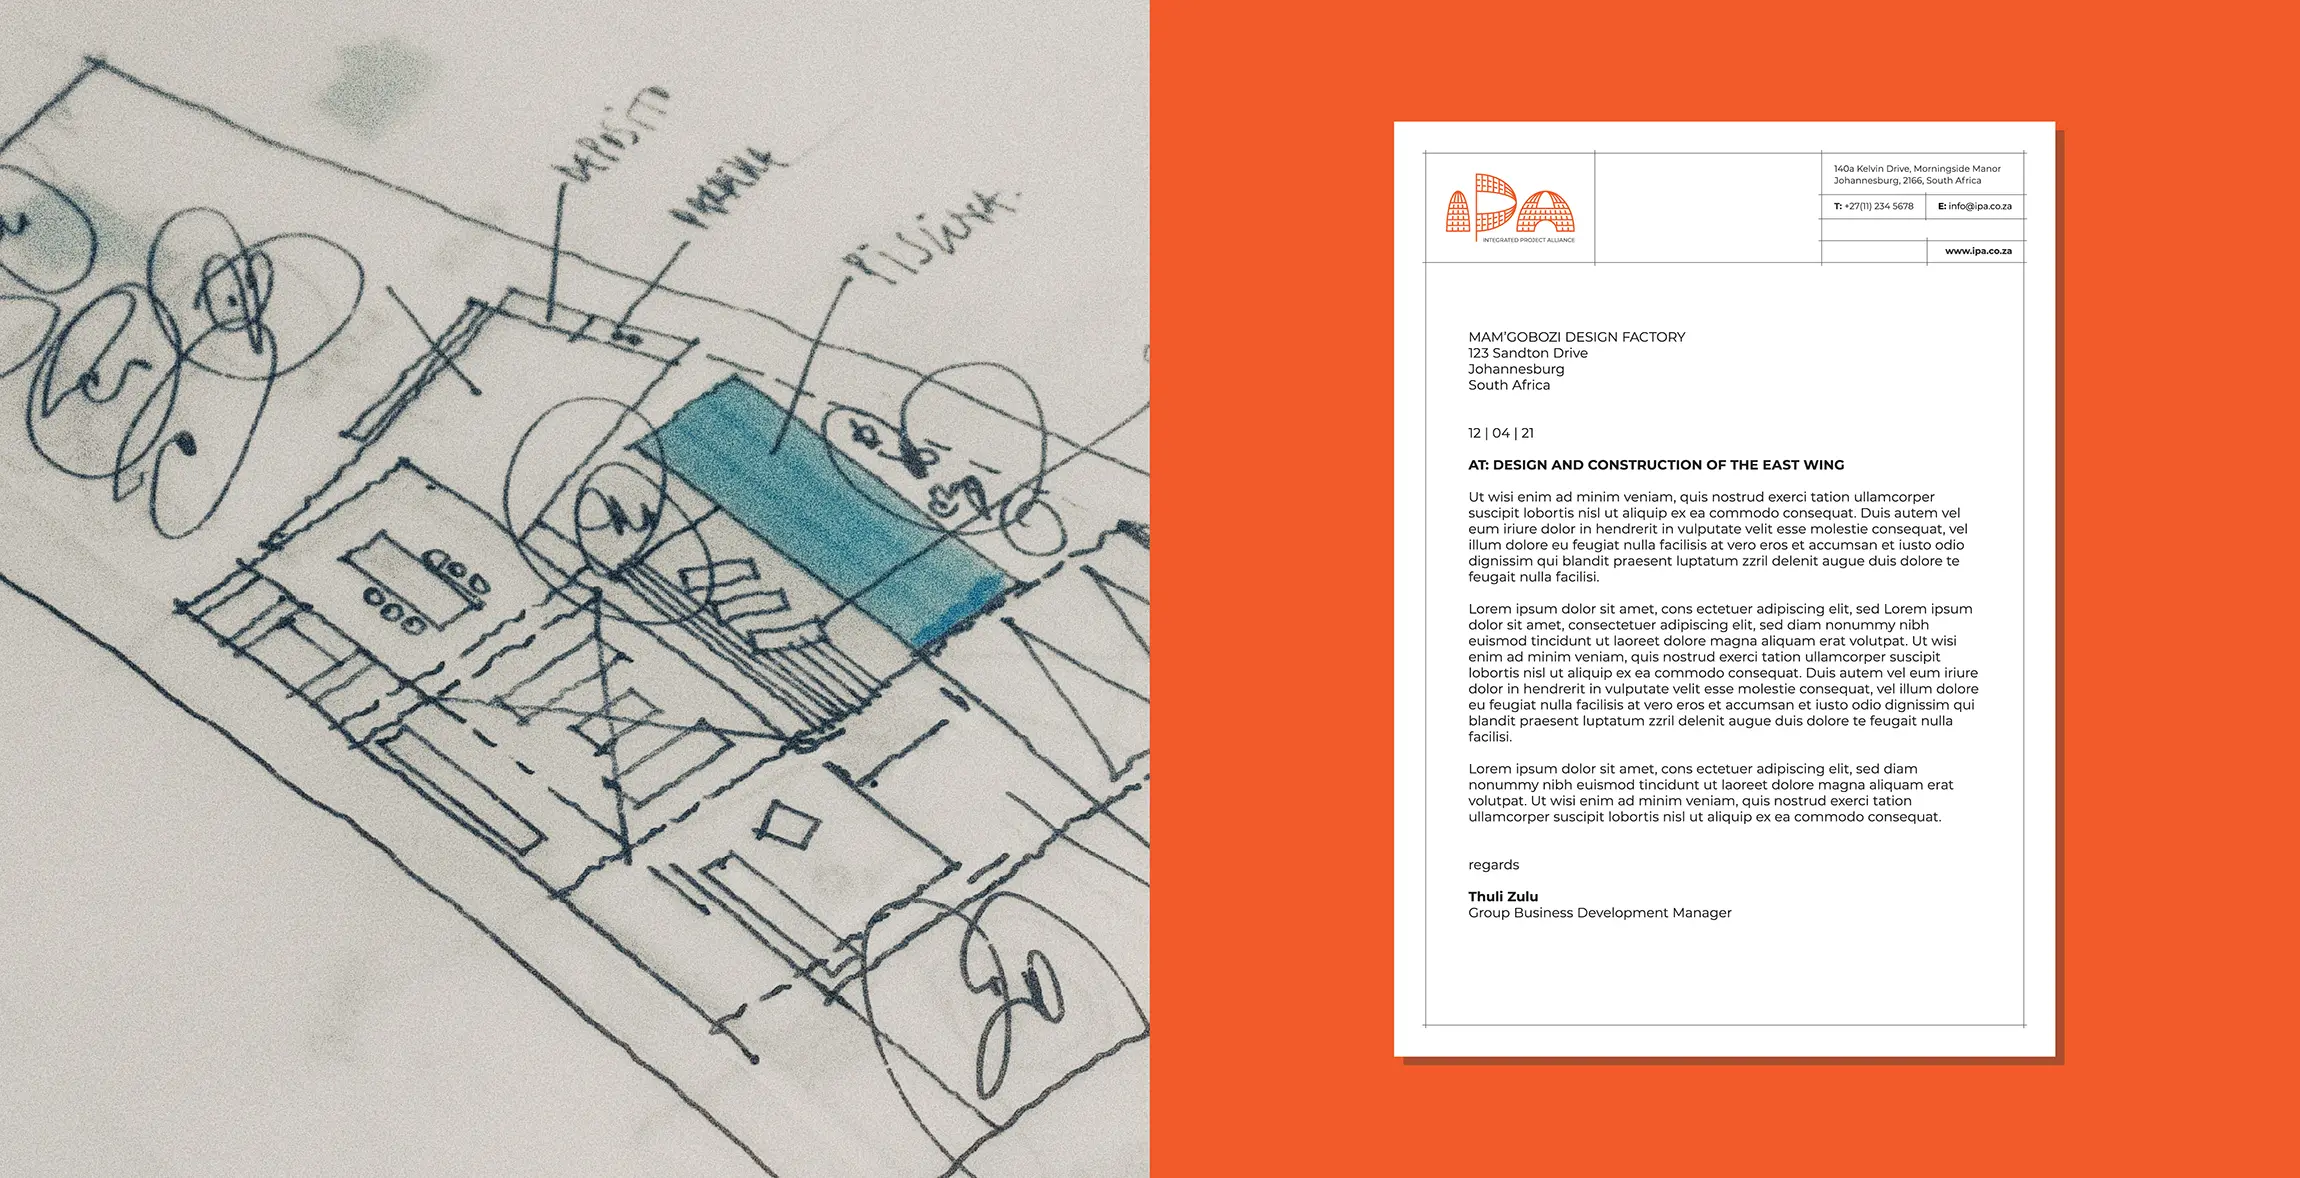 IPA
INTEGRATED PROJECT ALLIANCE
140a Kelvin Drive, Morningside Manor
Johannesburg, 2166, South Africa
T: +27(11) 234 5678
E: info@ipa.co.za
www.ipa.co.za
MAM'GOBOZI DESIGN FACTORY
123 Sandton Drive
Johannesburg
South Africa
12 | 04 | 21
AT: DESIGN AND CONSTRUCTION OF THE EAST WING
Ut wisi enim ad minim veniam, quis nostrud exerci tation ullamcorper
suscipit lobortis nisl ut aliquip ex ea commodo consequat. Duis autem vel
eum iriure dolor in hendrerit in vulputate velit esse molestie consequat, vel
illum dolore eu feugiat nulla facilisis at vero eros et accumsan et iusto odio
dignissim qui blandit praesent luptatum zzril delenit augue duis dolore te
feugait nulla facilisi.
Lorem ipsum dolor sit amet, cons ectetuer adipiscing elit, sed Lorem ipsum
dolor sit amet, consectetuer adipiscing elit, sed diam nonummy nibh
euismod tincidunt ut laoreet dolore magna aliquam erat volutpat. Ut wisi
enim ad minim veniam, quis nostrud exerci tation ullamcorper suscipit
lobortis nisl ut aliquip ex ea commodo consequat. Duis autem vel eum iriure
dolor in hendrerit in vulputate velit esse molestie consequat, vel illum dolore
eu feugiat nulla facilisis at vero eros et accumsan et iusto odio dignissim qui
blandit praesent luptatum zzril delenit augue duis dolore te feugait nulla
facilisi.
Lorem ipsum dolor sit amet, cons ectetuer adipiscing elit, sed diam
nonummy nibh euismod tincidunt ut laoreet dolore magna aliquam erat
volutpat. Ut wisi enim ad minim veniam, quis nostrud exerci tation
ullamcorper suscipit lobortis nisl ut aliquip ex ea commodo consequat.
regards
Thuli Zulu
Group Business Development Manager